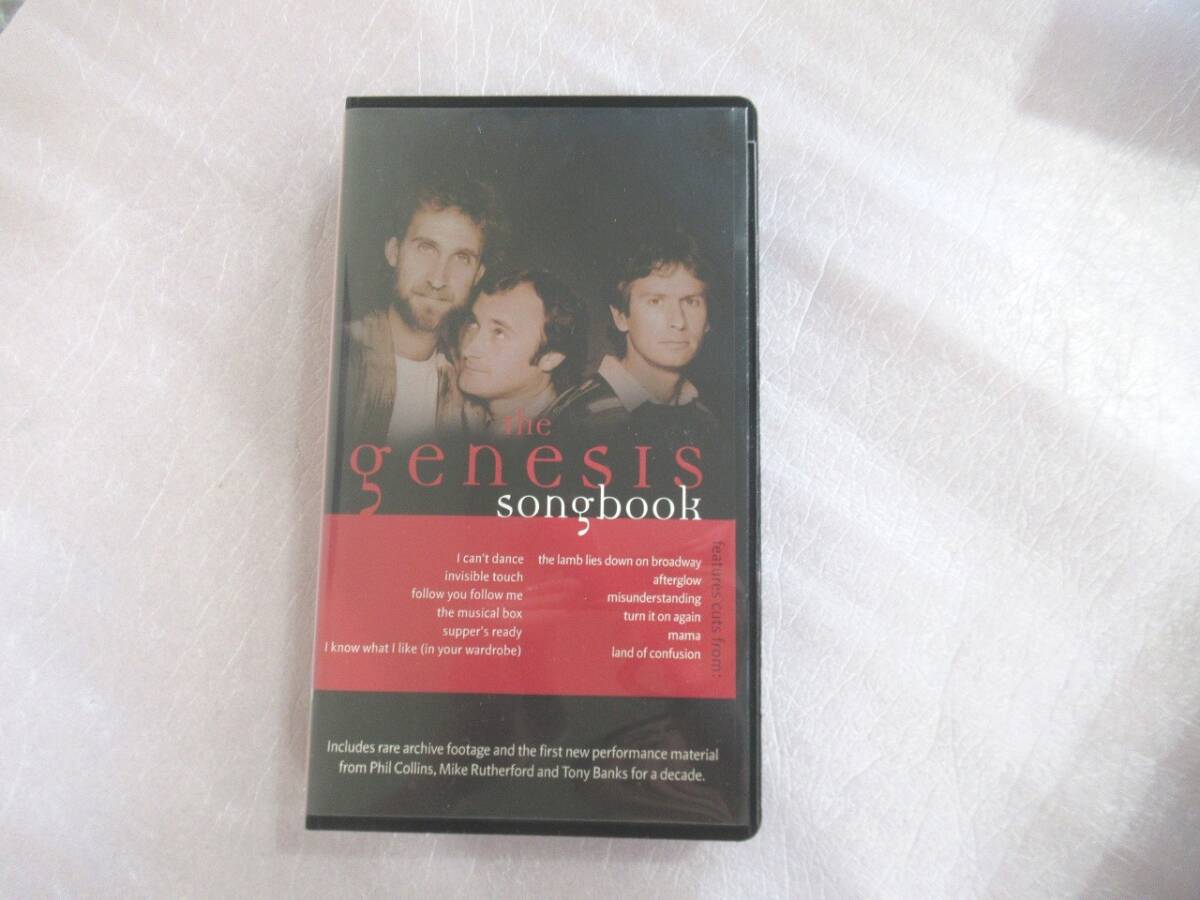 the
genesis
songbook
features cuts from:
I can't dance
invisible touch
follow you follow me
the musical box
supper's ready
I know what I like (in your wardrobe)
the lamb lies down on broadway
afterglow
misunderstanding
turn it on again
mama
land of confusion
Includes rare archive footage and the first new performance material
from Phil Collins, Mike Rutherford and Tony Banks for a decade.